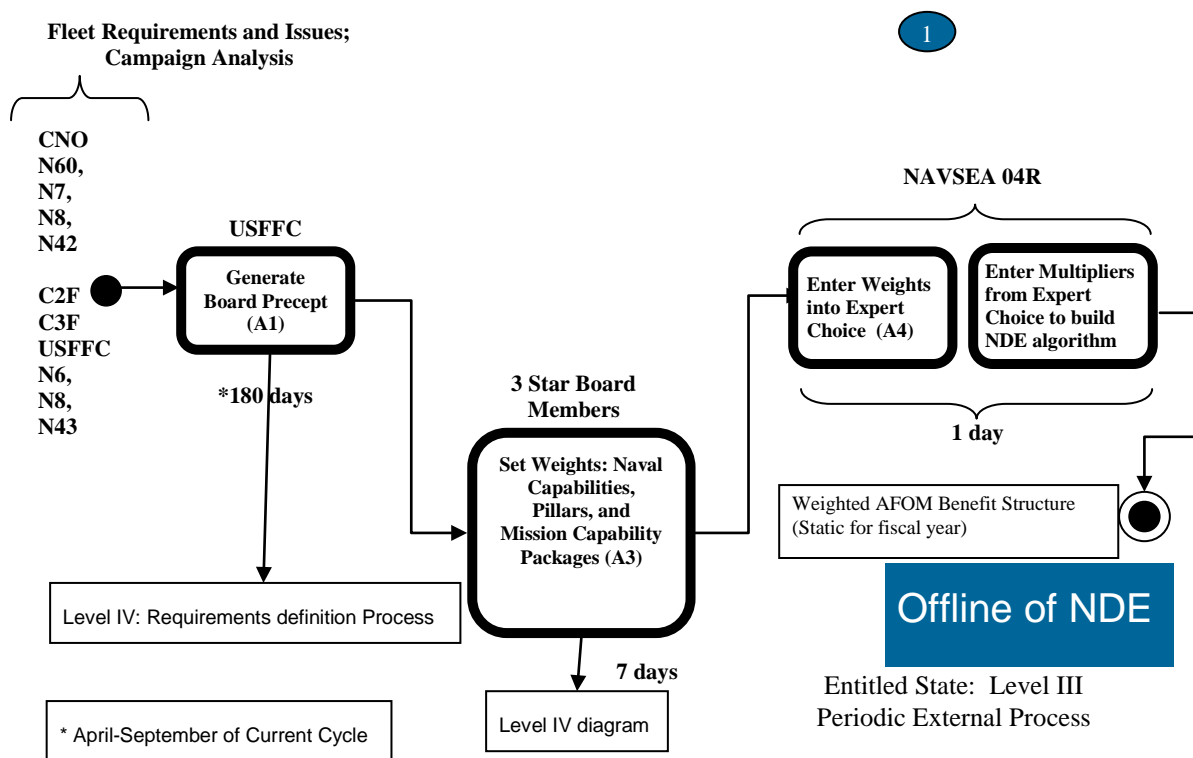 Fleet Requirements and Issues;
Campaign Analysis
1
CNO
N60,
N7,
N8,
N42
C2F
C3F
USFFC
N6,
N8,
N43
USFFC
Generate
Board Precept
(A1)
*180 days
3 Star Board
Members
Set Weights: Naval
Capabilities,
Pillars, and
Mission Capability
Packages (A3)
7 days
NAVSEA 04R
Enter Weights
into Expert
Choice (A4)
Enter Multipliers
from Expert
Choice to build
NDE algorithm
1 day
Weighted AFOM Benefit Structure
(Static for fiscal year)
Offline of NDE
Level IV: Requirements definition Process
Level IV diagram
Entitled State: Level III
Periodic External Process
* April-September of Current Cycle